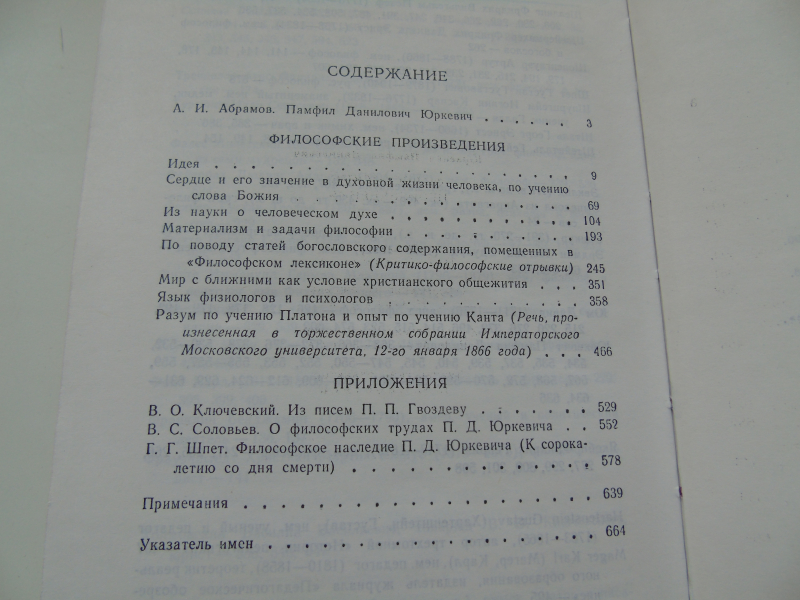 СОДЕРЖАНИЕ
А. И. Абрамов. Памфил Данилович Юркевич . . . . . . 3
ФИЛОСОФСКИЕ ПРОИЗВЕДЕНИЯ
Идея . . . . . . . . . . . . . . . . . . 9
Сердце и его значение в духовной жизни человека, по учению
слова Божия . . . . . . . . . . . . . . 69
Из науки о человеческом духе . . . . . . . . . . 104
Материализм и задачи философии . . . . . . . . . 193
По поводу статей богословского содержания, помещенных в
«Философском лексиконе» (Критико-философские отрывки) 245
Мир с ближними как условие христианского общежития . . . 351
Язык физиологов и психологов . . . . . . . . . . 358
Разум по учению Платона и опыт по учению Канта (Речь, про-
изнесенная в торжественном собрании Императорского
Московского университета, 12-го января 1866 года) . . . 466
ПРИЛОЖЕНИЯ
В. О. Ключевский. Из писем П. П. Гвоздеву . . . . . . 529
В. С. Соловьев. О философских трудах П. Д. Юркевича . . 552
Г. Г. Шпет. Философское наследие П. Д. Юркевича (К сорока-
летию со дня смерти) . . . . . . . . . . . 578
Примечания . . . . . . . . . . . . . . . . 639
Указатель имен . . . . . . . . . . . . . . . 664